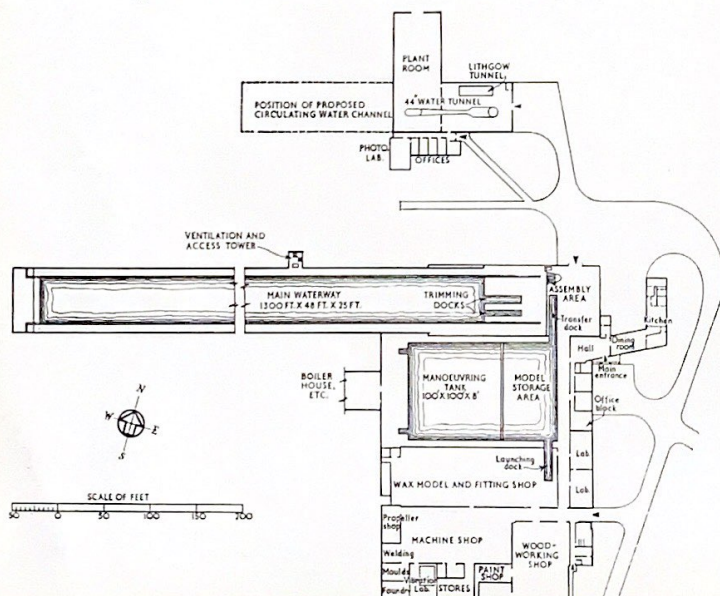 PLANT
ROOM
LITHGOW
TUNNEL
POSITION OF PROPOSED
CIRCULATING WATER CHANNEL
44" WATER TUNNEL
PHOTO.
LAB.
OFFICES
VENTILATION AND
ACCESS TOWER
MAIN WATERWAY
1300 FT. X 48 FT. X 25 FT.
TRIMMING
DOCKS
ASSEMBLY
AREA
Transfer
dock
Kitchen
Dining
room
Hall
Main
entrance
BOILER
HOUSE,
ETC.
MANOEUVRING
TANK
100' X 100' X 8'
MODEL
STORAGE
AREA
Office
block
N
W
E
S
Launching
dock
Lab.
Lab.
WAX MODEL AND FITTING SHOP
SCALE OF FEET
50 0 50 100 150 200
Propeller
shop
MACHINE SHOP
Welding
WOOD-
WORKING
SHOP
Moulds
Vibration
Lab.
PAINT
SHOP
Foundry
STORES